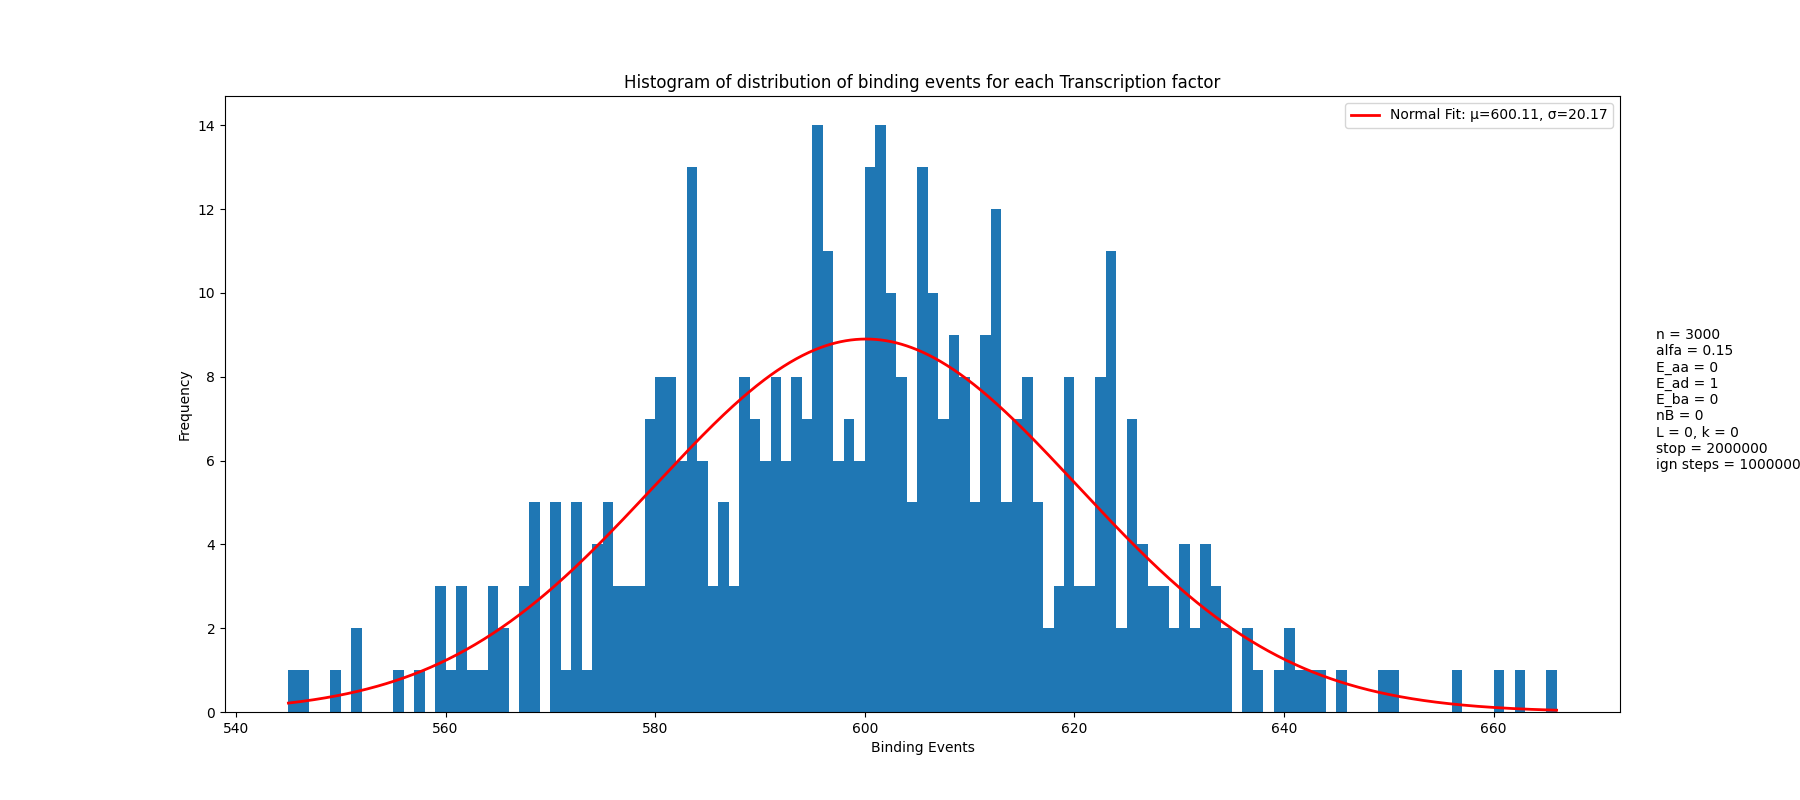 Histogram of distribution of binding events for each Transcription factor
Normal Fit: μ=600.11, σ=20.17
14
12
10
8
6
4
2
0
Frequency
540 560 580 600 620 640 660
Binding Events
n = 3000
alfa = 0.15
E_aa = 0
E_ad = 1
E_ba = 0
nB = 0
L = 0, k = 0
stop = 2000000
ign steps = 1000000